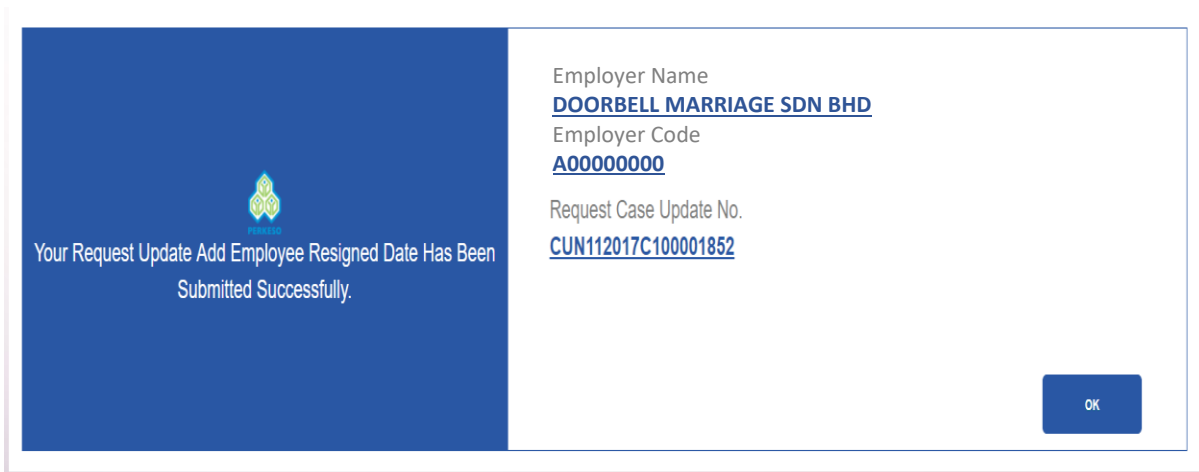 PERKESO
Your Request Update Add Employee Resigned Date Has Been
Submitted Successfully.
Employer Name
DOORBELL MARRIAGE SDN BHD
Employer Code
A00000000
Request Case Update No.
CUN112017C100001852
OK